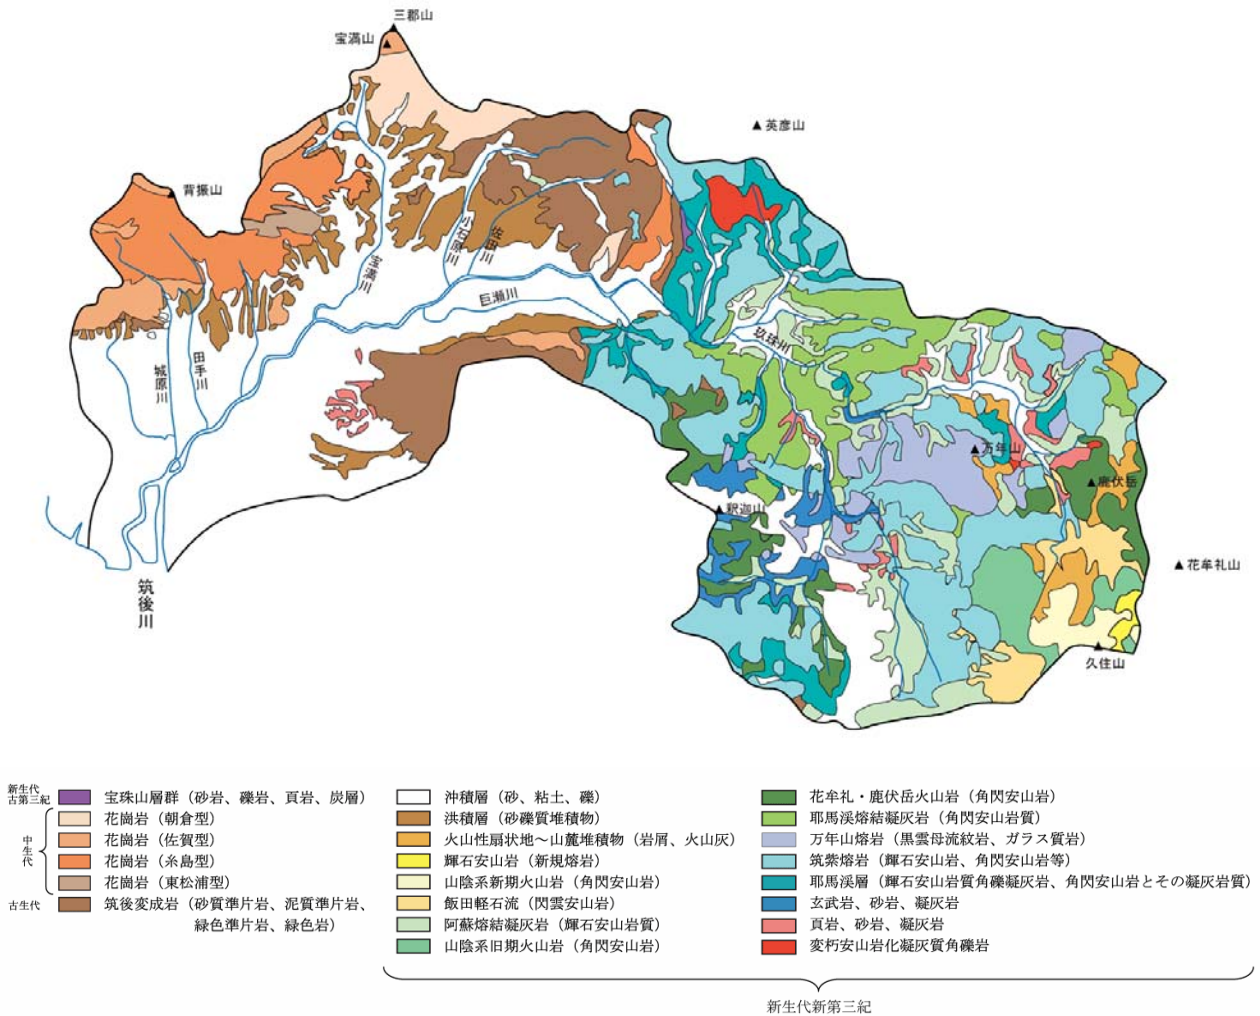 三郡山
宝満山
英彦山
背振山
小石原川
佐田川
宝満川
巨瀬川
玖珠川
田手川
城原川
万年山
鹿伏岳
釈迦山
花牟礼山
筑後川
久住山
新生代
古第三紀
宝珠山層群（砂岩、礫岩、頁岩、炭層）
中生代
花崗岩（朝倉型）
花崗岩（佐賀型）
花崗岩（糸島型）
花崗岩（東松浦型）
古生代
筑後変成岩（砂質準片岩、泥質準片岩、
緑色準片岩、緑色岩）
沖積層（砂、粘土、礫）
洪積層（砂礫質堆積物）
火山性扇状地～山麓堆積物（岩屑、火山灰）
輝石安山岩（新規熔岩）
山陰系新期火山岩（角閃安山岩）
飯田軽石流（閃雲安山岩）
阿蘇熔結凝灰岩（輝石安山岩質）
山陰系旧期火山岩（角閃安山岩）
花牟礼・鹿伏岳火山岩（角閃安山岩）
耶馬渓熔結凝灰岩（角閃安山岩質）
万年山熔岩（黒雲母流紋岩、ガラス質岩）
筑紫熔岩（輝石安山岩、角閃安山岩等）
耶馬渓層（輝石安山岩質角礫凝灰岩、角閃安山岩とその凝灰岩質）
玄武岩、砂岩、凝灰岩
頁岩、砂岩、凝灰岩
変朽安山岩化凝灰質角礫岩
新生代新第三紀